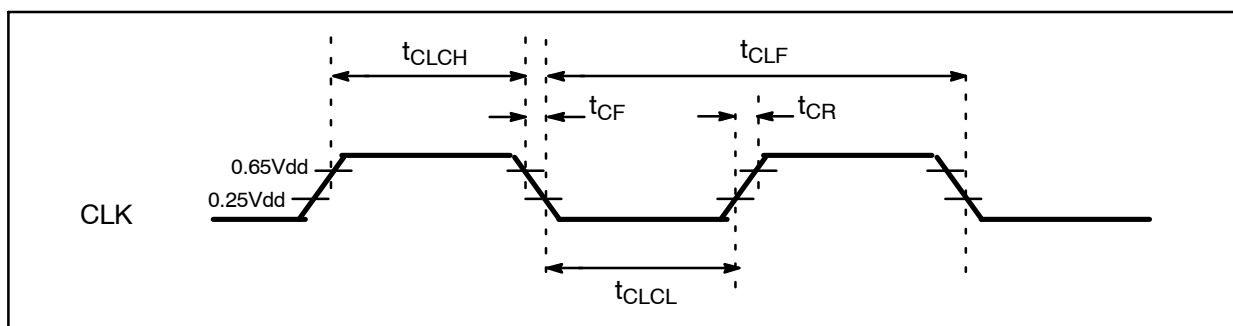 tCLCH
tCLF
tCF
tCR
0.65Vdd
0.25Vdd
CLK
tCLCL